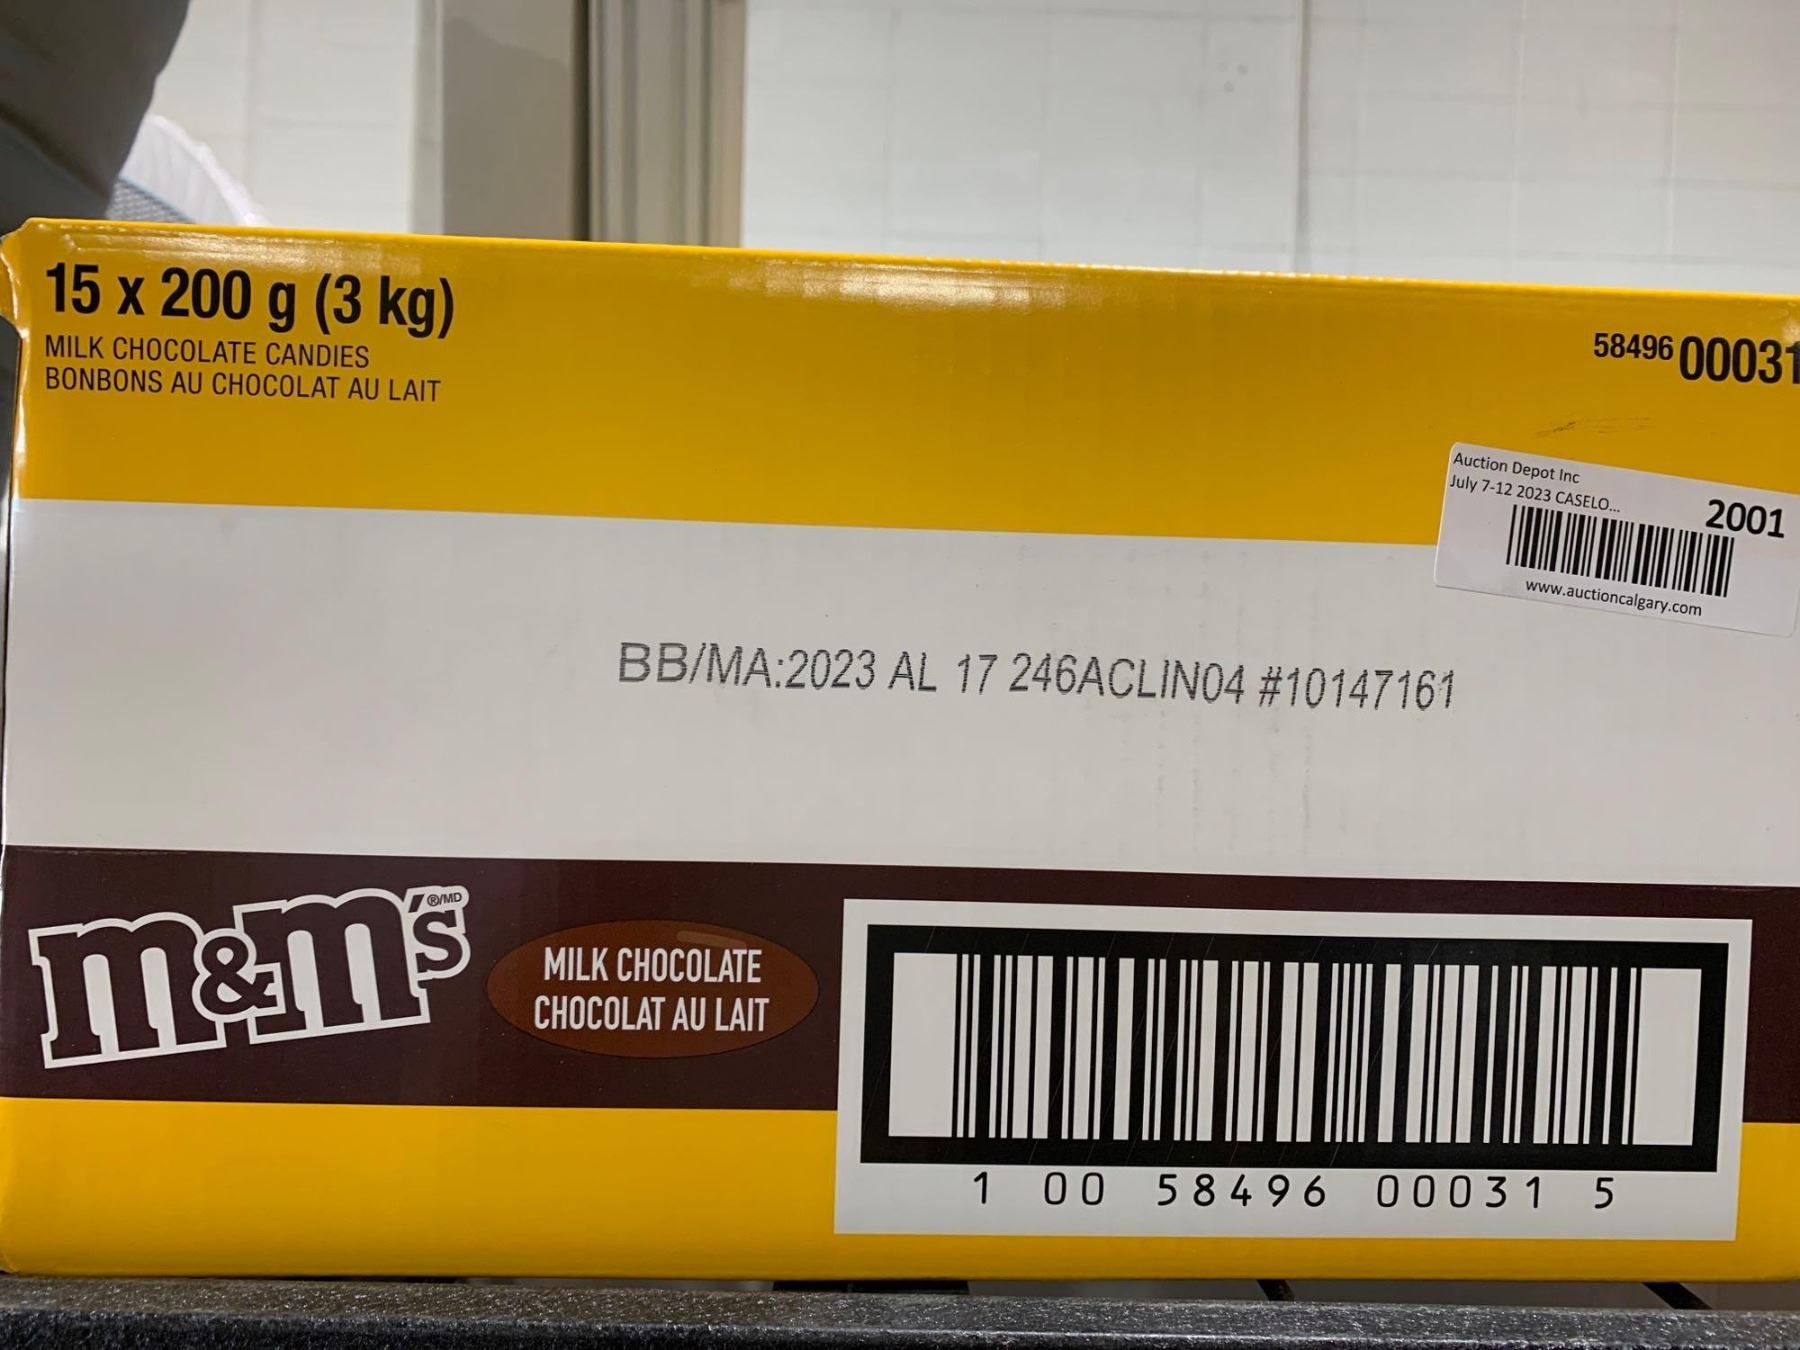 15 x 200 g (3 kg)
MILK CHOCOLATE CANDIES
BONBONS AU CHOCOLAT AU LAIT
58496 00031
Auction Depot Inc
July 7-12 2023 CASELO...
2001
www.auctioncalgary.com
BB/MA:2023 AL 17 246ACLIN04 #10147161
m&m's ®/MD
MILK CHOCOLATE
CHOCOLAT AU LAIT
1 00 58496 00031 5